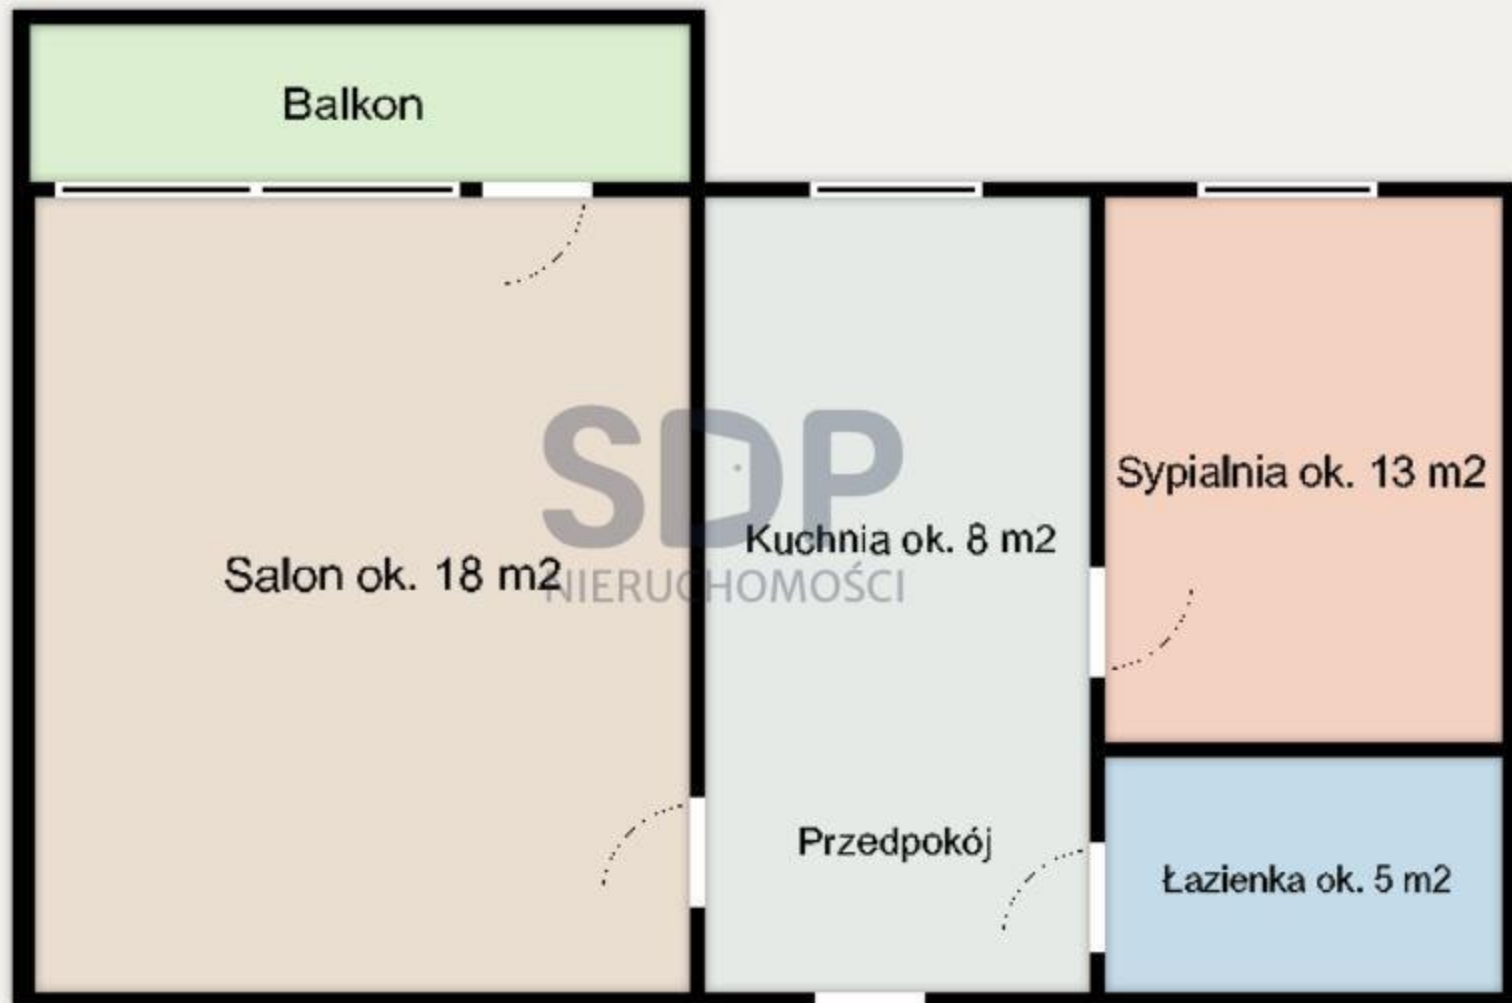 Balkon
Sypialnia ok. 13 m2
SDP
Kuchnia ok. 8 m2
Salon ok. 18 m2
NIERUCHOMOŚCI
Przedpokój
Łazienka ok. 5 m2